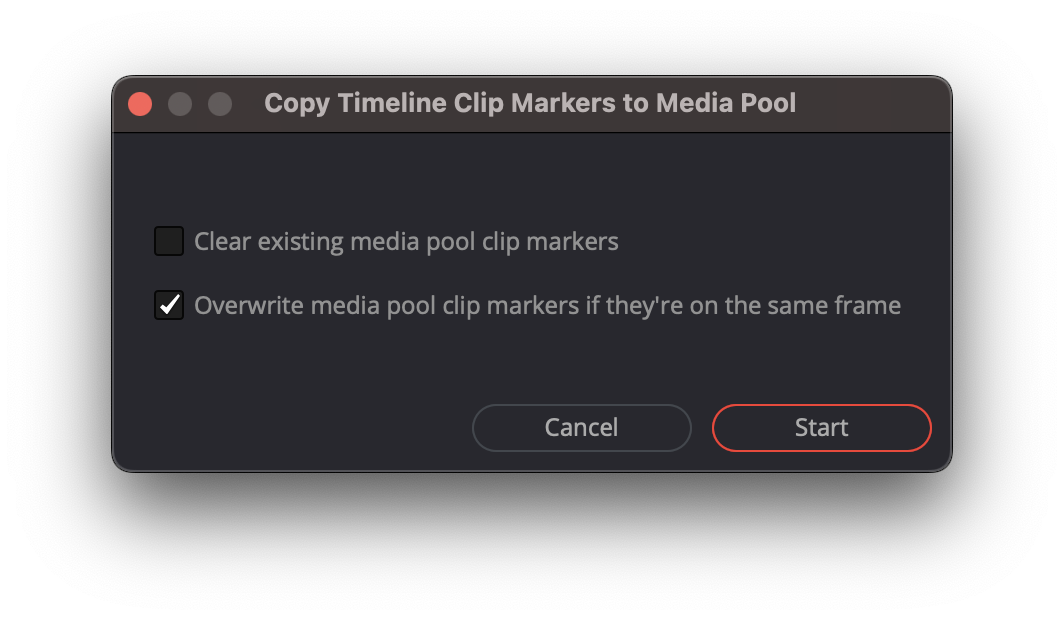 Copy Timeline Clip Markers to Media Pool
Clear existing media pool clip markers
Overwrite media pool clip markers if they're on the same frame
Cancel
Start